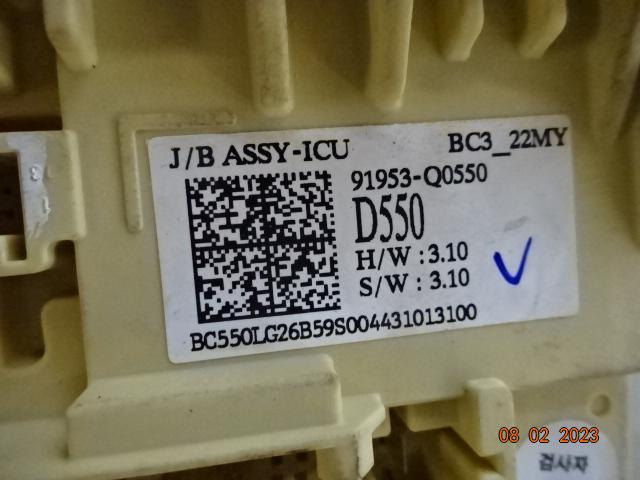 J/B ASSY-ICU BC3_22MY
91953-Q0550
D550
H/W : 3.10
S/W : 3.10
BC550LG26B59S004431013100
08 02 2023
검사자